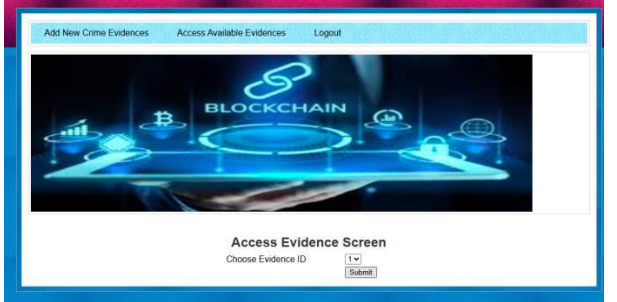 Add New Crime Evidences Access Available Evidences Logout
BLOCKCHAIN
Access Evidence Screen
Choose Evidence ID 1
Submit